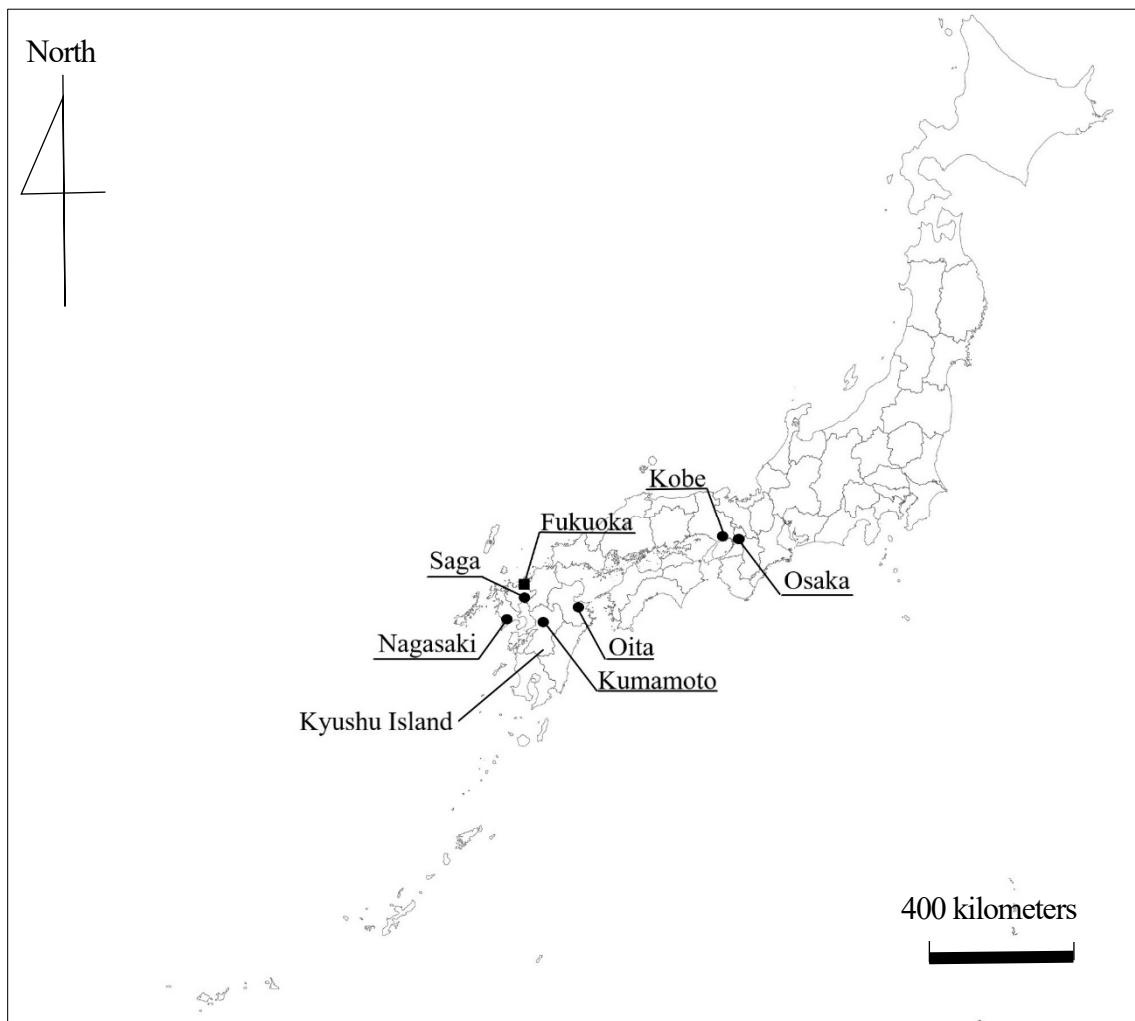 North
Kobe
Fukuoka
Saga
Osaka
Nagasaki
Oita
Kumamoto
Kyushu Island
400 kilometers